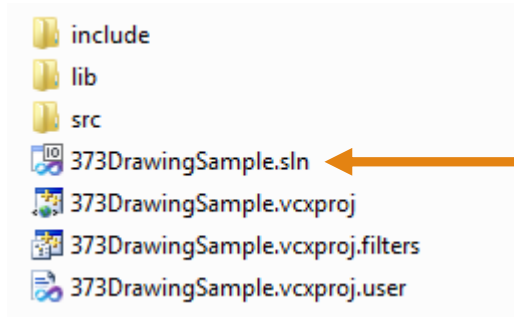 include
lib
src
373DrawingSample.sln
373DrawingSample.vcxproj
373DrawingSample.vcxproj.filters
373DrawingSample.vcxproj.user